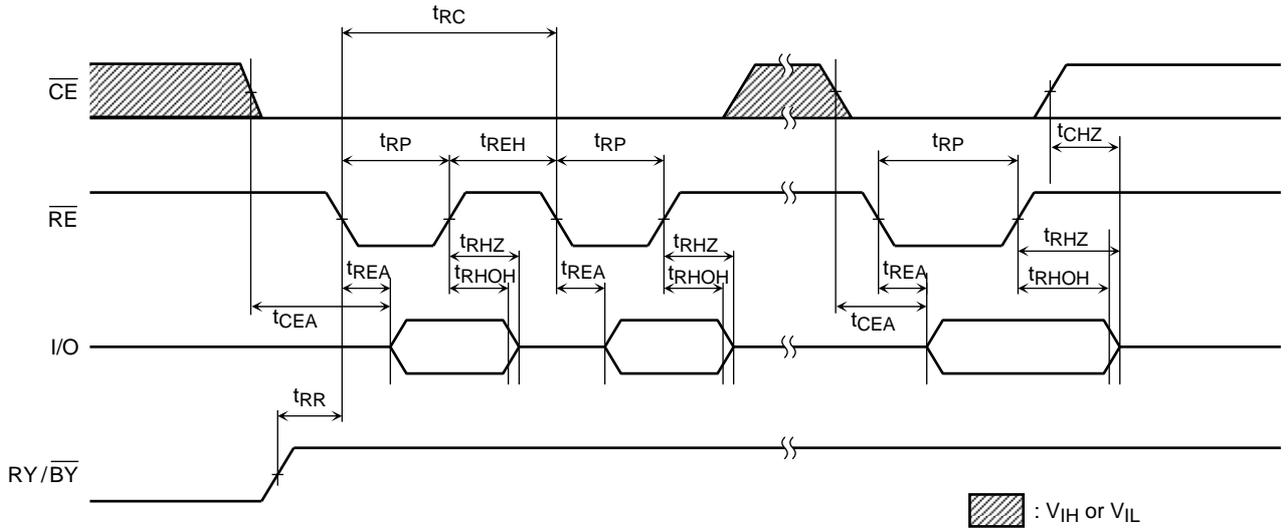 tRC
CE
tRP
tREH
tRP
tRP
tCHZ
RE
tRHZ
tRHZ
tRHZ
tREA
tRHOH
tREA
tRHOH
tREA
tRHOH
tCEA
tCEA
I/O
tRR
RY/BY
: VIH or VIL